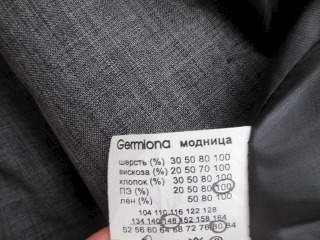 Germiona модница
шерсть (%) 30 50 80 100
вискоза (%) 20 50 70 100
хлопок (%) 30 50 80 100
ПЭ (%) 20 50 80 100
лен (%) 50 80 100
104 110 116 122 128
134 140 146 152 158 164
52 56 60 64 68 72 76 80 84